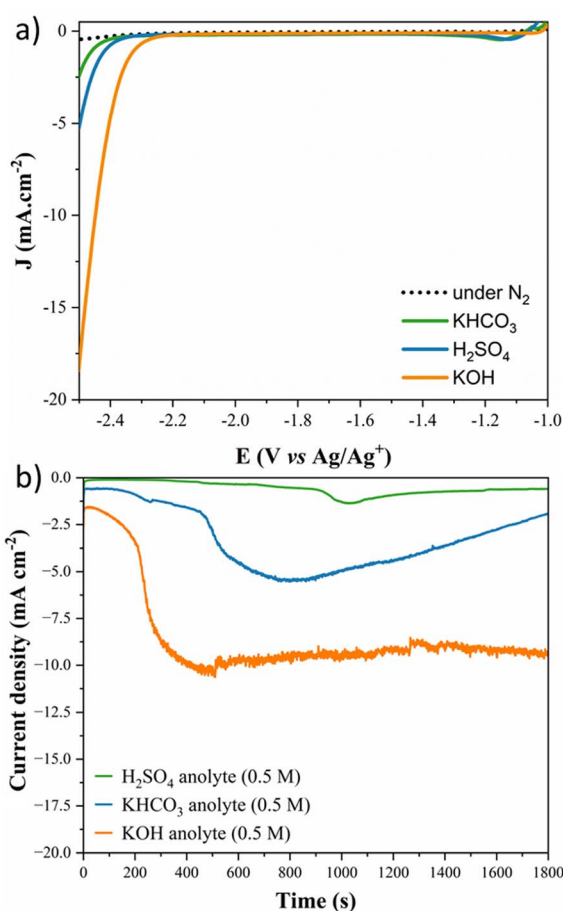 a)
0
-5
-10
-15
-20
J (mA.cm-2)
under N2
KHCO3
H2SO4
KOH
-2.4 -2.2 -2.0 -1.8 -1.6 -1.4 -1.2 -1.0
E (V vs Ag/Ag+)
b)
0.0
−2.5
−5.0
−7.5
−10.0
−12.5
−15.0
−17.5
−20.0
Current density (mA cm−2)
H2SO4 anolyte (0.5 M)
KHCO3 anolyte (0.5 M)
KOH anolyte (0.5 M)
0 200 400 600 800 1000 1200 1400 1600 1800
Time (s)